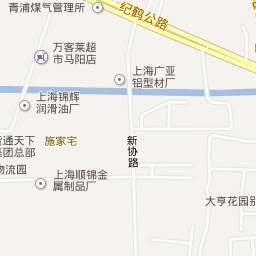 青浦煤气管理所
纪鹤公路
万客莱超
市马阳店
上海广亚
铝型材厂
上海锦辉
润滑油厂
货通天下
集团总部
物流园
施家宅
新协路
上海顺锦金
属制品厂
大亨花园别